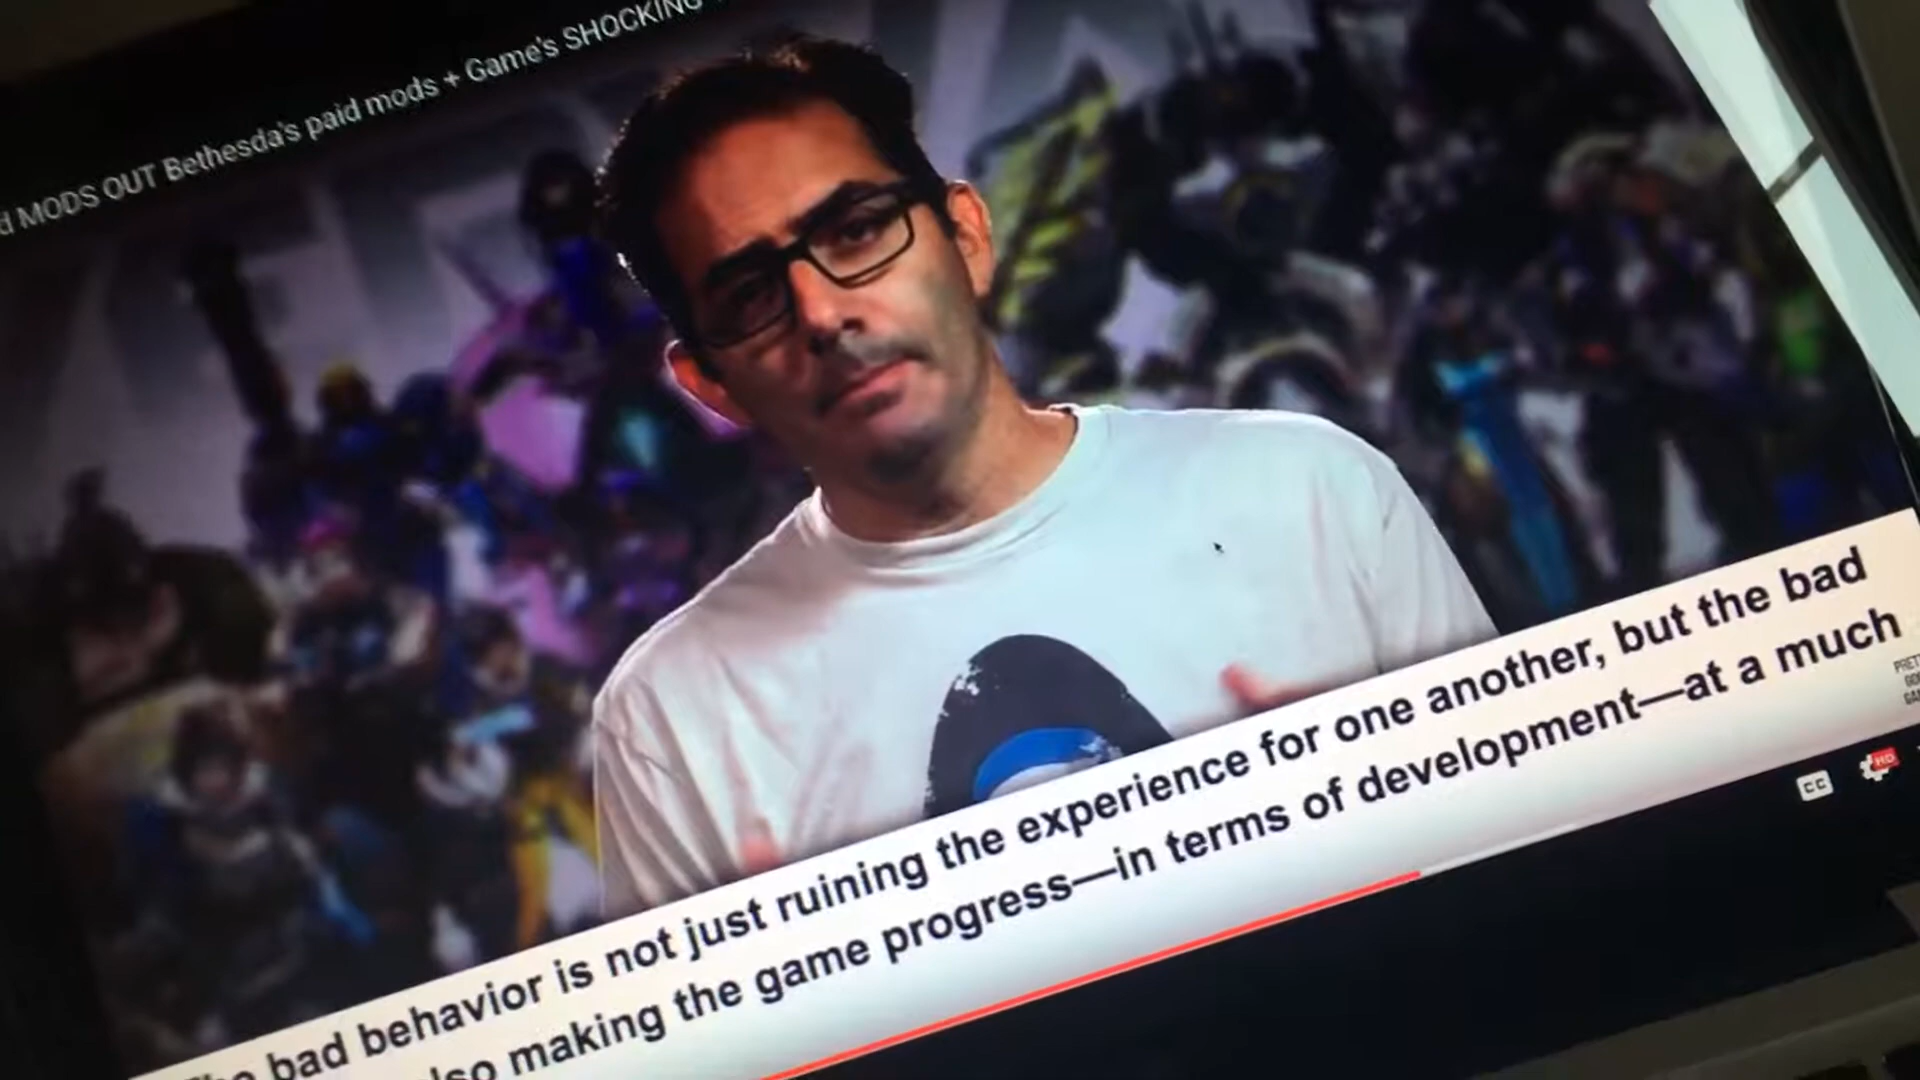 MODS OUT Bethesda's paid mods + Game's SHOCKING
bad behavior is not just ruining the experience for one another, but the bad
making the game progress—in terms of development—at a much
CC
HD